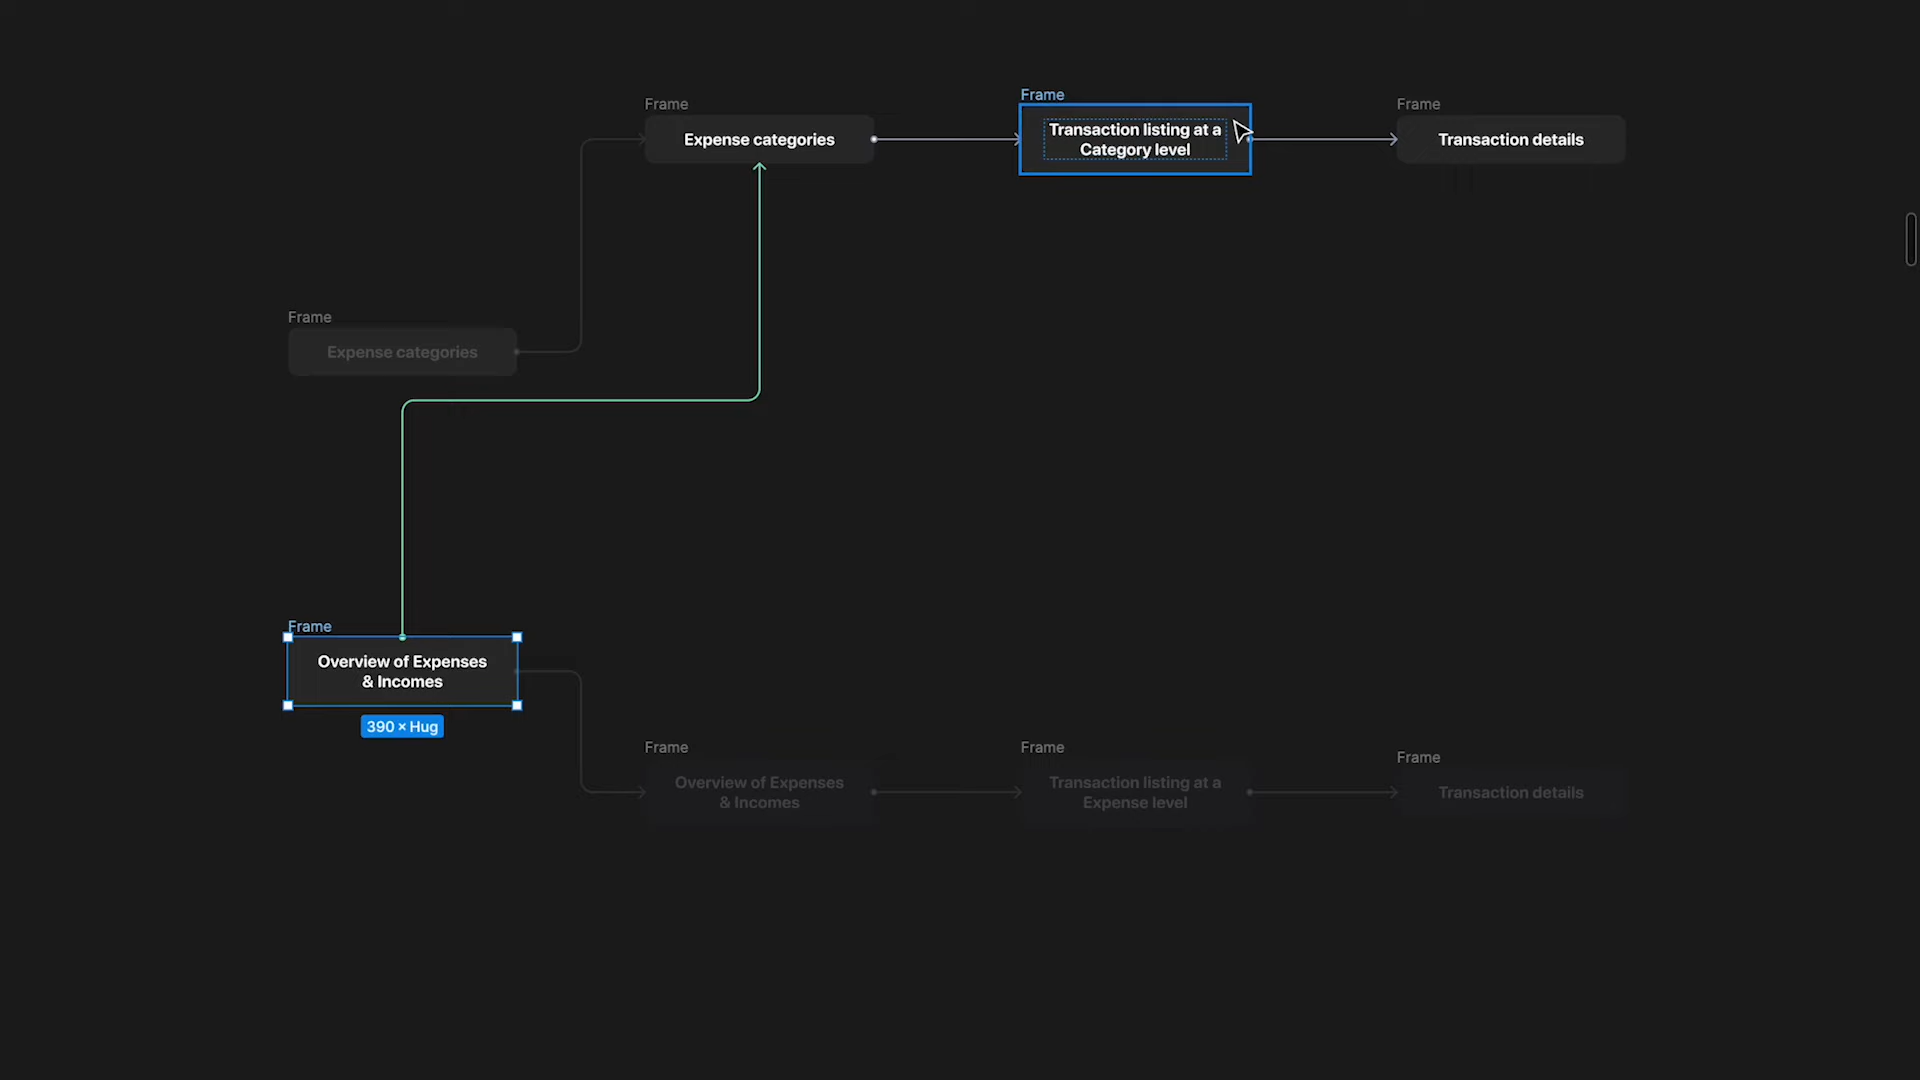 Frame
Expense categories
Frame
Transaction listing at a
Category level
Frame
Transaction details
Frame
Expense categories
Frame
Overview of Expenses
& Incomes
390 × Hug
Frame
Overview of Expenses
& Incomes
Frame
Transaction listing at a
Expense level
Frame
Transaction details